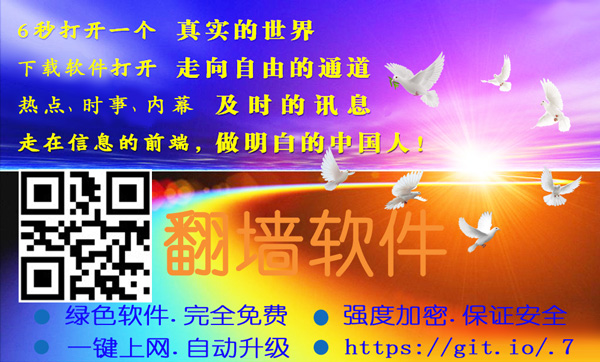 6秒打开一个 真实的世界
下载软件打开 走向自由的通道
热点、时事、内幕 及时的讯息
走在信息的前端，做明白的中国人！
翻墙软件
绿色软件.完全免费
强度加密.保证安全
一键上网.自动升级
https://git.io/.7